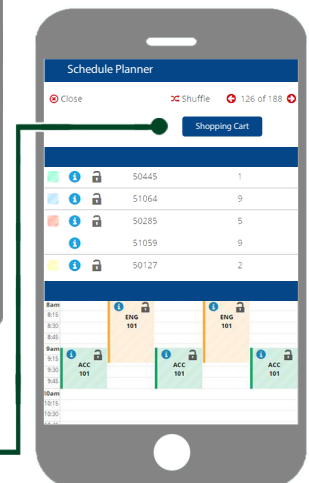 Schedule Planner
Close Shuffle 126 of 188
Shopping Cart
50445 1
51064 9
50285 5
51059 9
50127 2
8am
8:15 ENG ENG
8:30 101 101
8:45
9am
9:15
9:30 ACC ACC ACC
9:45 101 101 101
10am
10:15
10:30